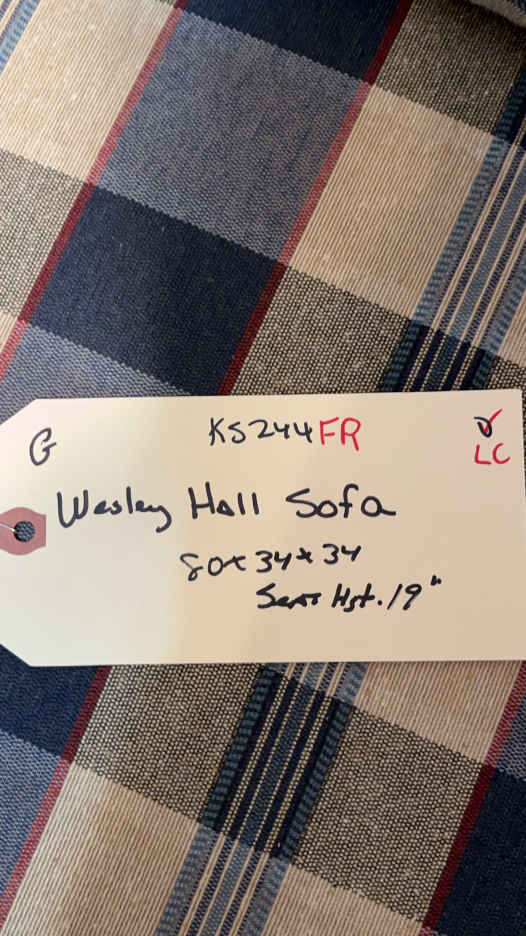 G KS244FR
LC
Wesley Hall Sofa
80x34x34
Seat Hgt. 19"